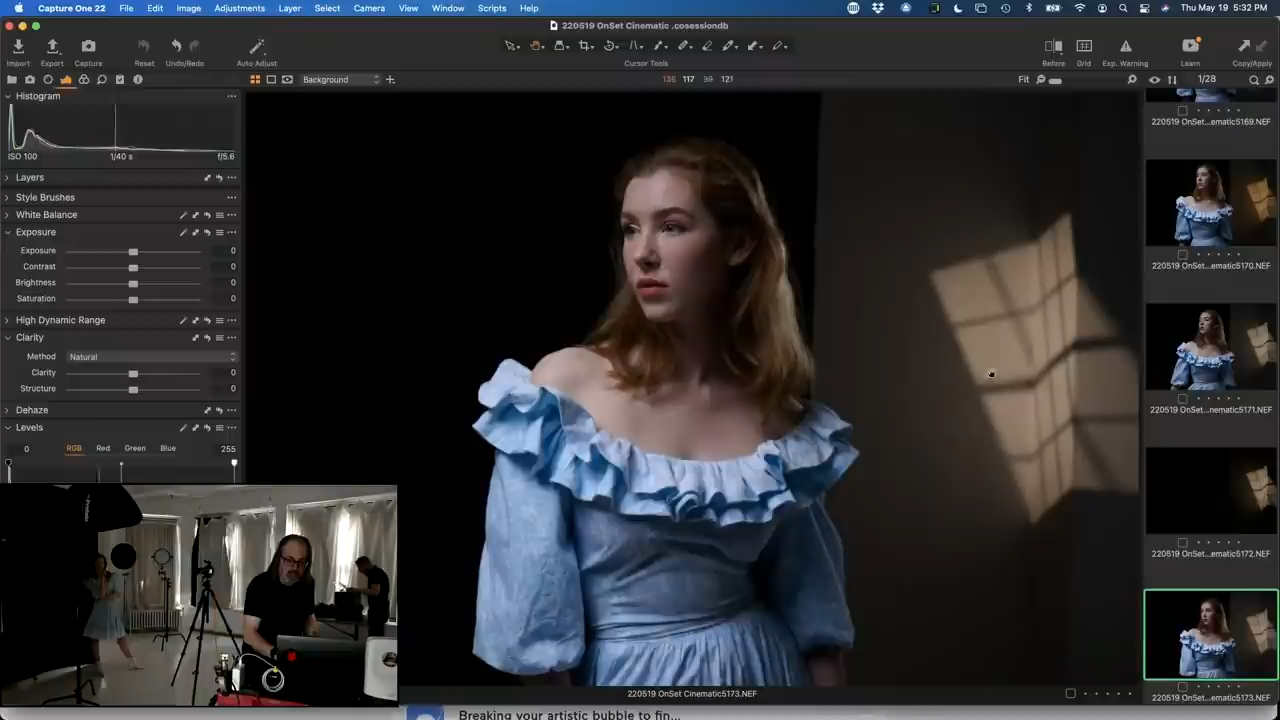 Capture One 22 File Edit Image Adjustments Layer Select Camera View Window Scripts Help Thu May 19 5:32 PM
220519 OnSet Cinematic .cosessiondb
Import Export Capture Reset Undo/Redo Auto Adjust Cursor Tools Before Grid Exp. Warning Learn Copy/Apply
Background 136 117 99 121 Fit 1/28
Histogram
ISO 100 1/40 s f/5.6
Layers
Style Brushes
White Balance
Exposure
Exposure 0
Contrast 0
Brightness 0
Saturation 0
High Dynamic Range
Clarity
Method Natural
Clarity 0
Structure 0
Dehaze
Levels
0 RGB Red Green Blue 255
220519 OnSet...ematic5169.NEF
220519 OnSet...ematic5170.NEF
220519 OnSet...nematic5171.NEF
220519 OnSet...ematic5172.NEF
220519 OnSet...ematic5173.NEF
220519 OnSet Cinematic5173.NEF
Breaking your artistic bubble to fin...